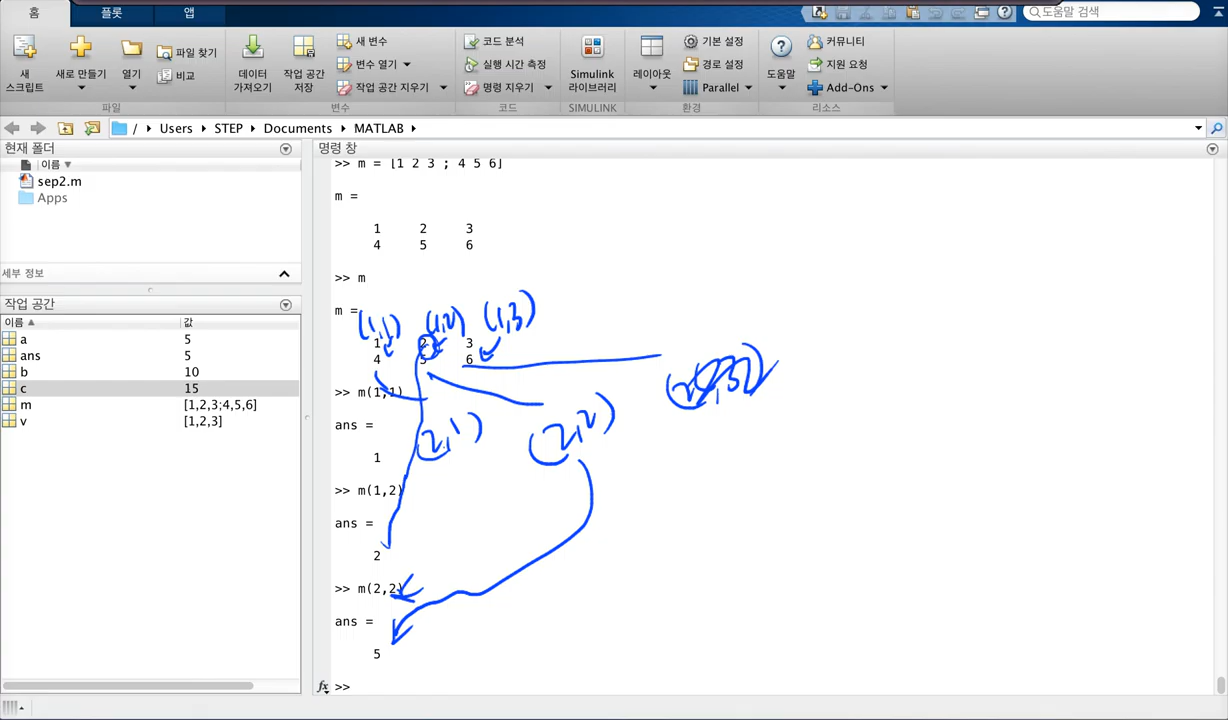 홈 플롯 앱
도움말 검색
새 스크립트
새로 만들기
열기
파일 찾기
비교
파일
데이터 가져오기
작업 공간 저장
새 변수
변수 열기
작업 공간 지우기
변수
코드 분석
실행 시간 측정
명령 지우기
코드
Simulink 라이브러리
SIMULINK
레이아웃
기본 설정
경로 설정
Parallel
환경
도움말
커뮤니티
지원 요청
Add-Ons
리소스
/ Users STEP Documents MATLAB
현재 폴더
이름
sep2.m
Apps
세부 정보
작업 공간
이름 값
a 5
ans 5
b 10
c 15
m [1,2,3;4,5,6]
v [1,2,3]
명령 창
>> m = [1 2 3 ; 4 5 6]
m =
1 2 3
4 5 6
>> m
m =
(1,1) (1,2) (1,3)
1 2 3
4 5 6
>> m(1,1)
ans =
(2,1) (2,2)
1
>> m(1,2)
ans =
2
>> m(2,2)
ans =
5
fx >>